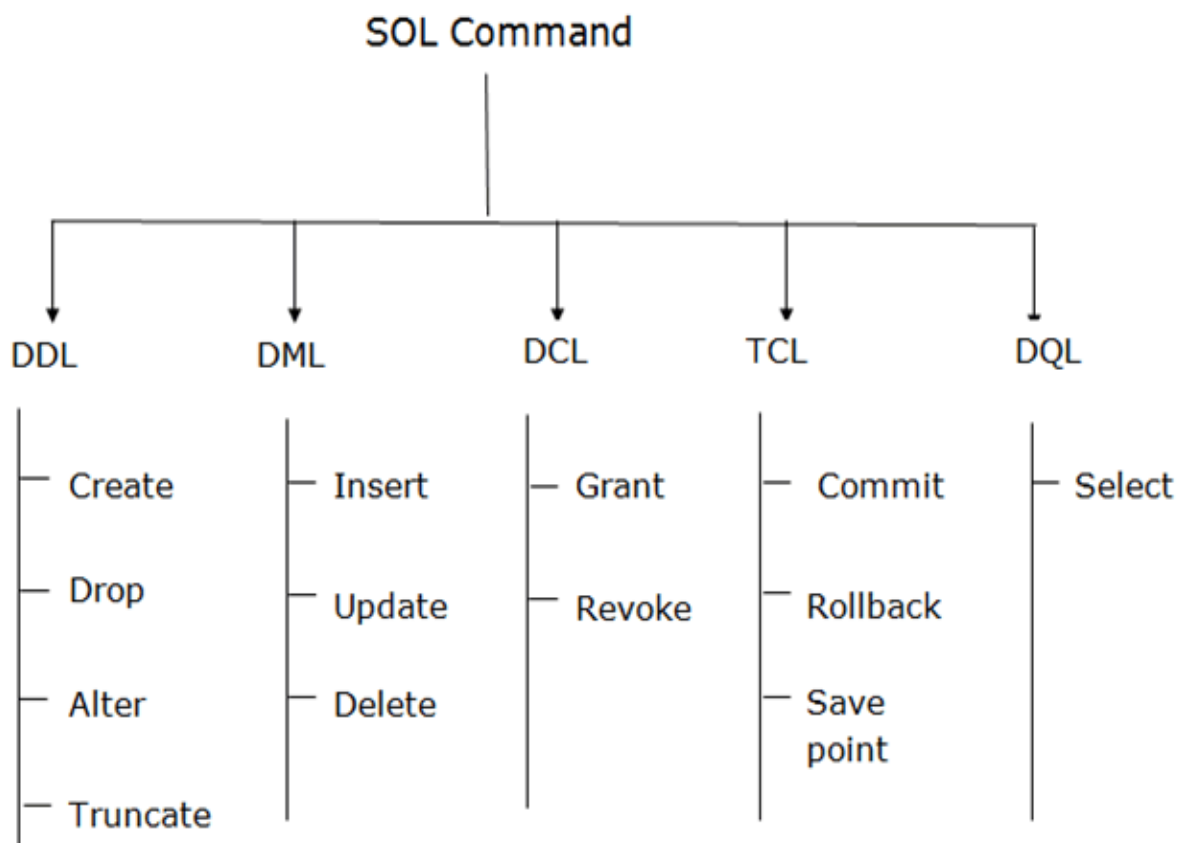 SOL Command
DDL
DML
DCL
TCL
DQL
Create
Drop
Alter
Truncate
Insert
Update
Delete
Grant
Revoke
Commit
Rollback
Save
point
Select